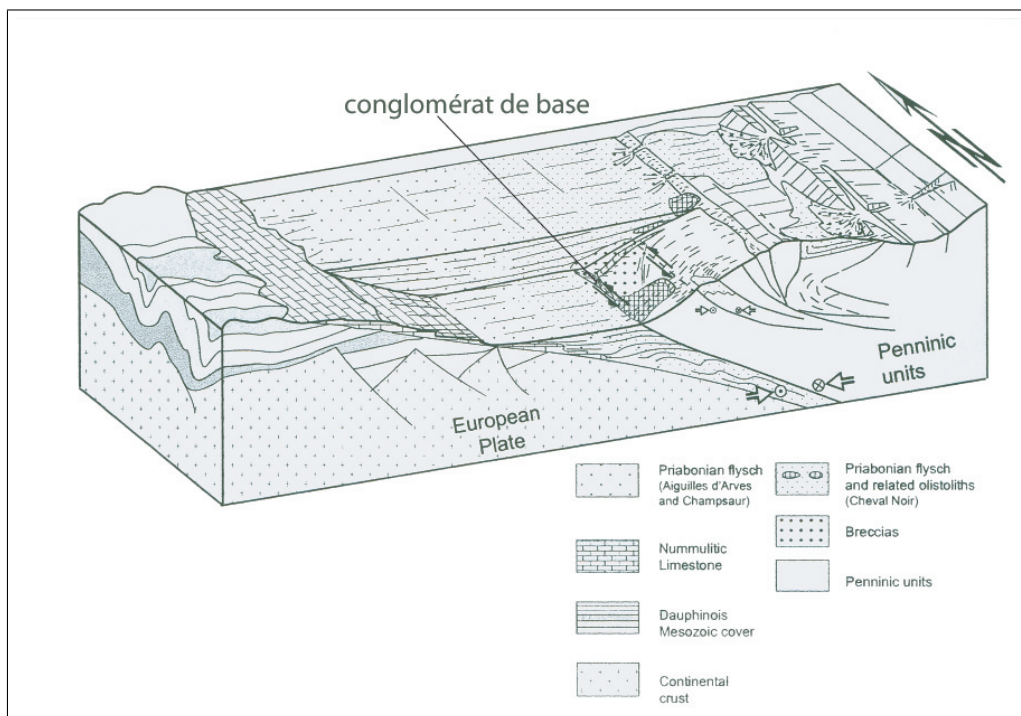 conglomérat de base
N
Penninic
units
European
Plate
Priabonian flysch
(Aiguilles d'Arves
and Champsaur)
Nummulitic
Limestone
Dauphinois
Mesozoic cover
Continental
crust
Priabonian flysch
and related olistoliths
(Cheval Noir)
Breccias
Penninic units